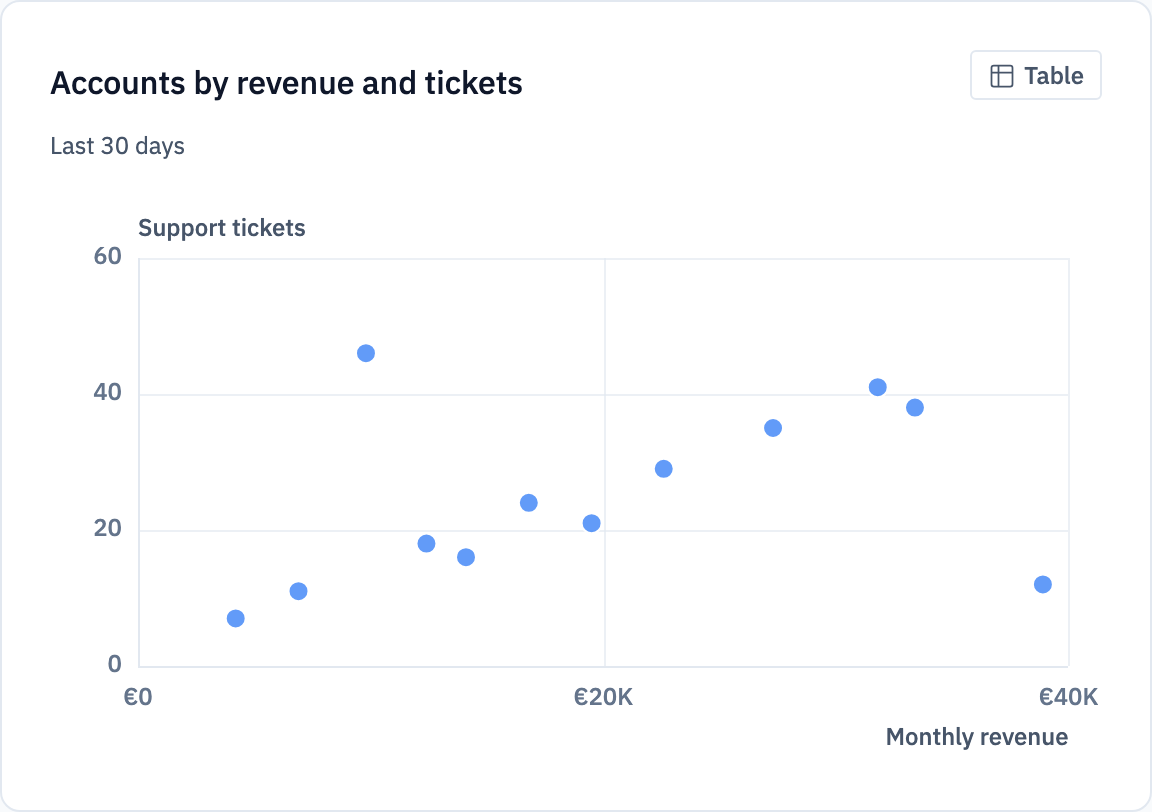 Accounts by revenue and tickets
Table
Last 30 days
Support tickets
60
40
20
0
€0
€20K
€40K
Monthly revenue